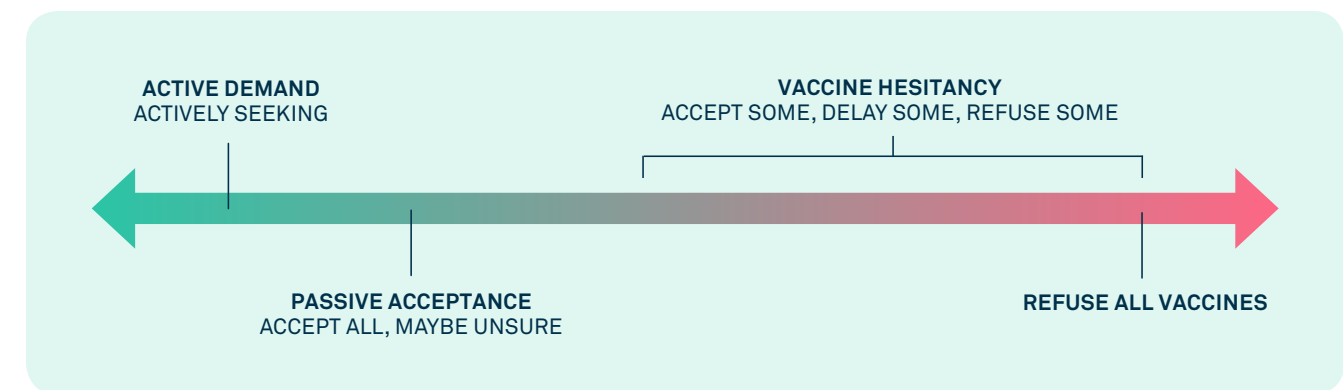 ACTIVE DEMAND
ACTIVELY SEEKING
VACCINE HESITANCY
ACCEPT SOME, DELAY SOME, REFUSE SOME
PASSIVE ACCEPTANCE
ACCEPT ALL, MAYBE UNSURE
REFUSE ALL VACCINES